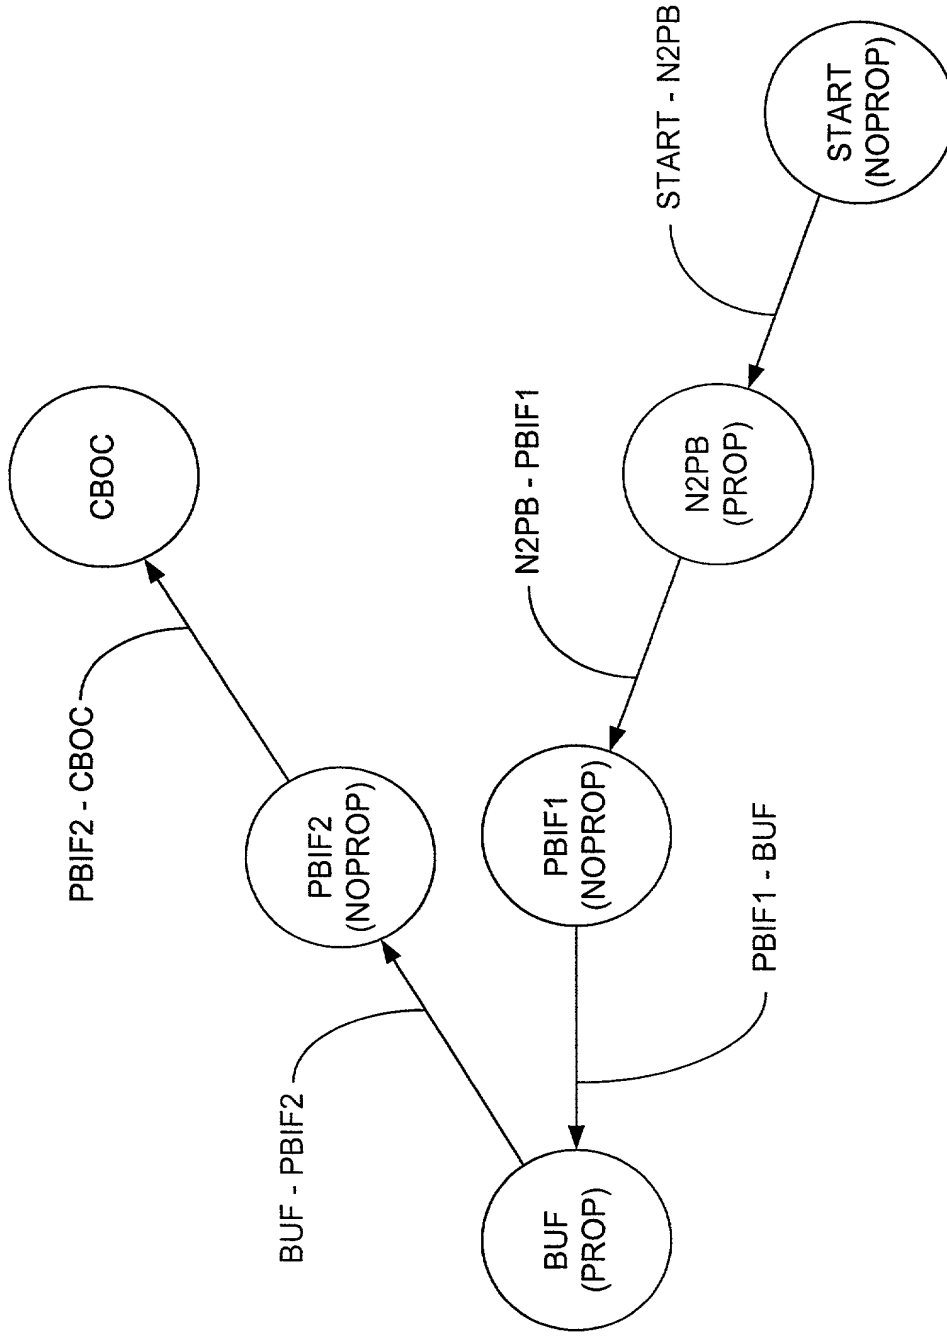 START - N2PB
START
(NOPROP)
N2PB - PBIF1
N2PB
(PROP)
PBIF1
(NOPROP)
PBIF1 - BUF
BUF
(PROP)
BUF - PBIF2
PBIF2
(NOPROP)
PBIF2 - CBOC
CBOC